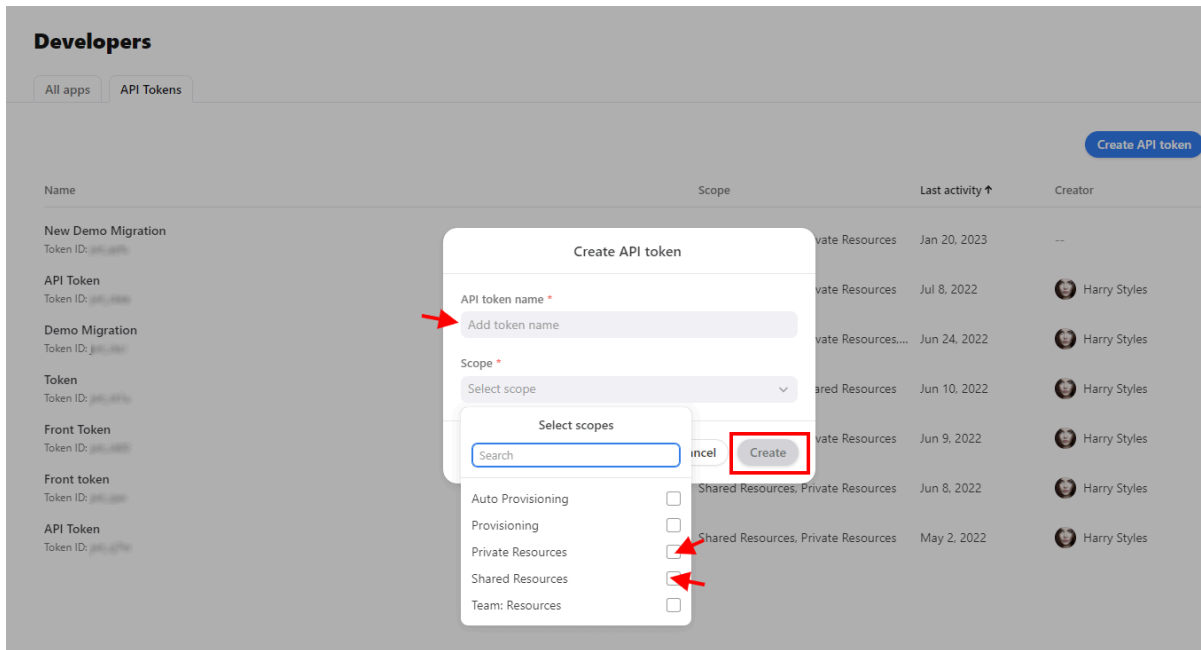 Developers
All apps
API Tokens
Create API token
Name
Scope
Last activity ↑
Creator
New Demo Migration
Token ID:
vate Resources
Jan 20, 2023
--
API Token
Token ID:
vate Resources
Jul 8, 2022
Harry Styles
Demo Migration
Token ID:
vate Resources,...
Jun 24, 2022
Harry Styles
Token
Token ID:
ared Resources
Jun 10, 2022
Harry Styles
Front Token
Token ID:
vate Resources
Jun 9, 2022
Harry Styles
Front token
Token ID:
Shared Resources, Private Resources
Jun 8, 2022
Harry Styles
API Token
Token ID:
Shared Resources, Private Resources
May 2, 2022
Harry Styles
Create API token
API token name *
Add token name
Scope *
Select scope
ncel
Create
Select scopes
Search
Auto Provisioning
Provisioning
Private Resources
Shared Resources
Team: Resources